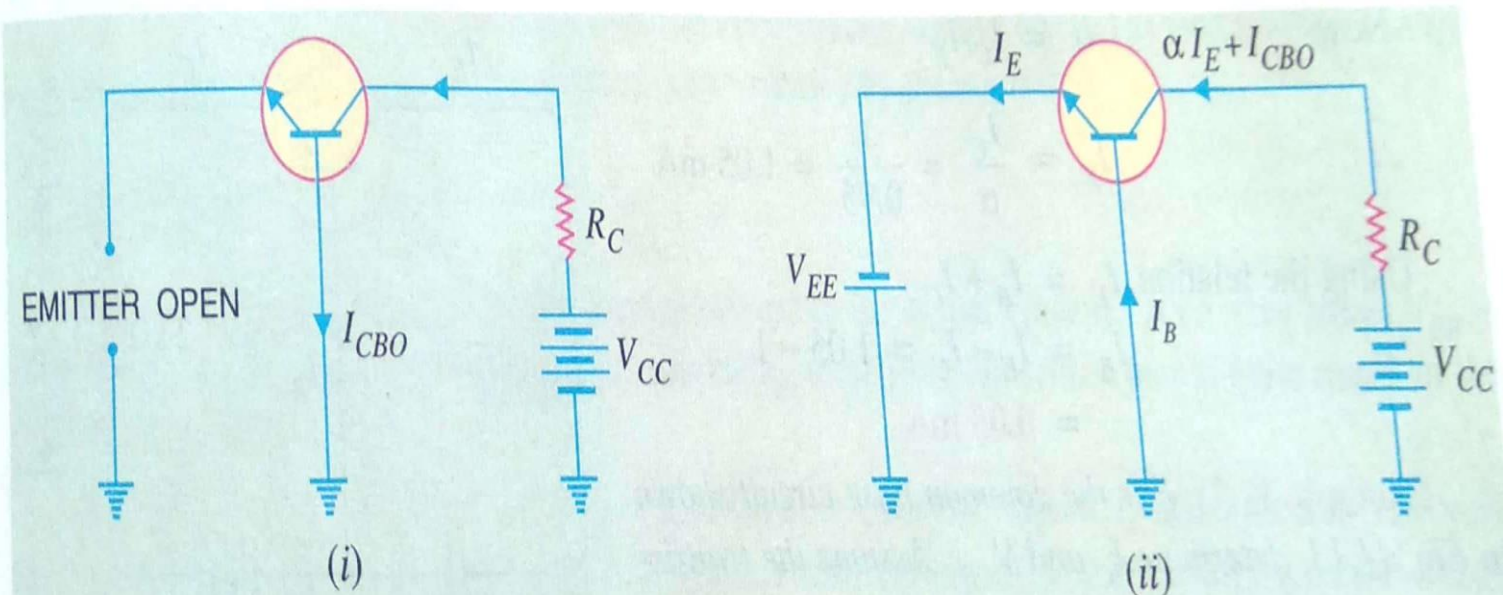 I_E
αI_E+I_CBO
R_C
EMITTER OPEN
I_CBO
V_CC
V_EE
I_B
R_C
V_CC
(i)
(ii)